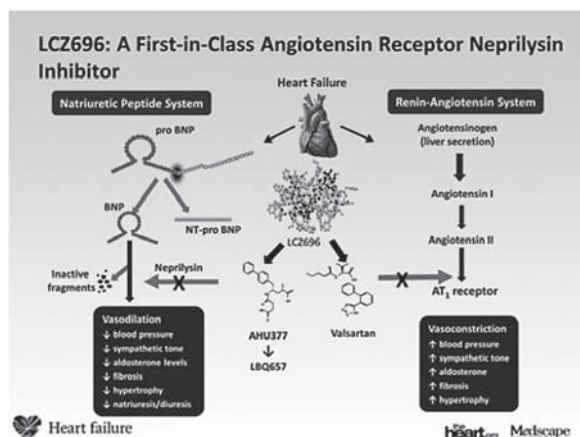 LCZ696: A First-in-Class Angiotensin Receptor Neprilysin
Inhibitor
Natriuretic Peptide System
Heart Failure
Renin-Angiotensin System
pro BNP
BNP
NT-pro BNP
Inactive
fragments
Neprilysin
X
Vasodilation
↓ blood pressure
↓ sympathetic tone
↓ aldosterone levels
↓ fibrosis
↓ hypertrophy
↓ natriuresis/diuresis
LCZ696
AHU377
LBQ657
Valsartan
X
Angiotensinogen
(liver secretion)
Angiotensin I
Angiotensin II
AT1 receptor
Vasoconstriction
↑ blood pressure
↑ sympathetic tone
↑ aldosterone
↑ fibrosis
↑ hypertrophy
Heart failure
theheart.org Medscape